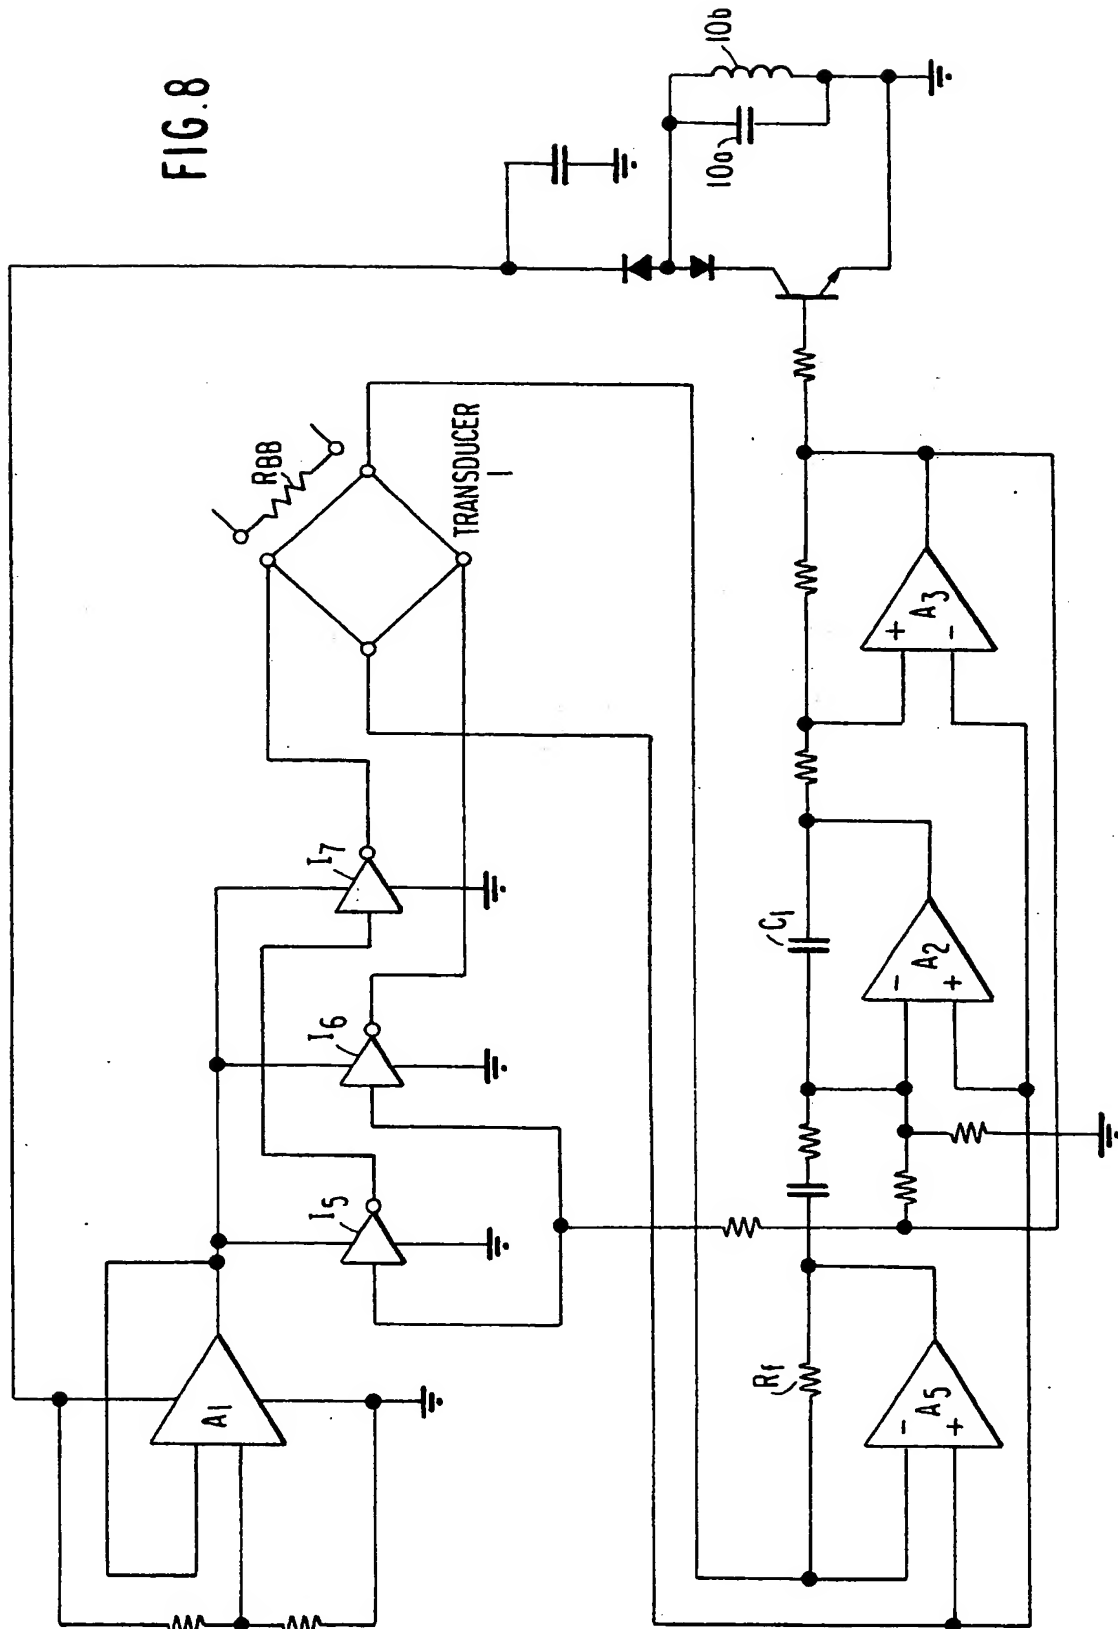 FIG.8
10b
10a
RBB
TRANSDUCER
1
I7
I6
I5
A1
C1
+
A3
-
-
A2
+
Rf
-
A5
+